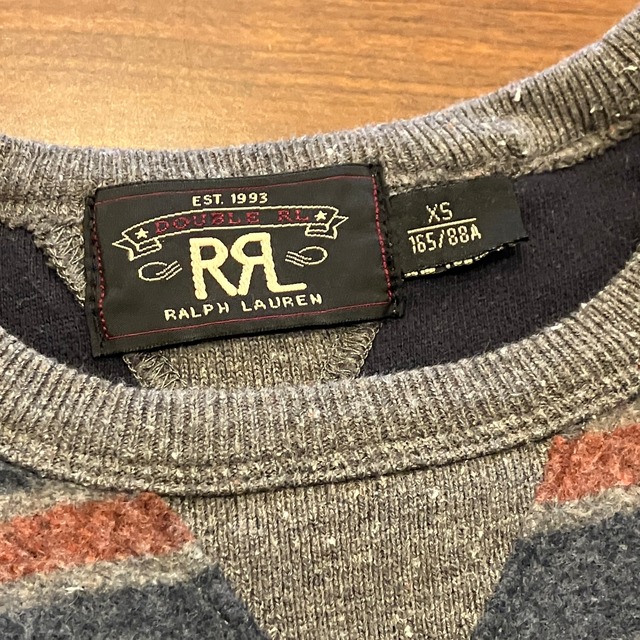 EST. 1993
DOUBLE RL
RRL
RALPH LAUREN
XS
165/88A